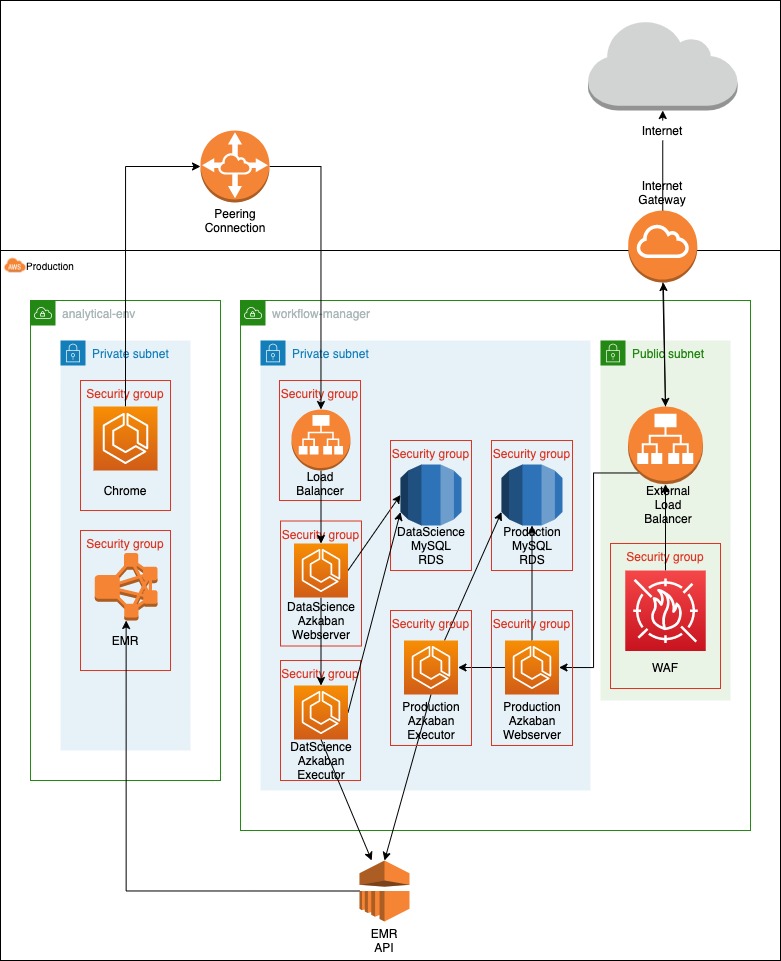 Internet
Internet
Gateway
Peering
Connection
AWS
Production
analytical-env
workflow-manager
Private subnet
Private subnet
Public subnet
Security group
Chrome
Security group
EMR
Security group
Load
Balancer
Security group
DataScience
MySQL
RDS
Security group
Production
MySQL
RDS
External
Load
Balancer
Security group
DataScience
Azkaban
Webserver
Security group
WAF
Security group
DatScience
Azkaban
Executor
Security group
Production
Azkaban
Executor
Security group
Production
Azkaban
Webserver
EMR
API